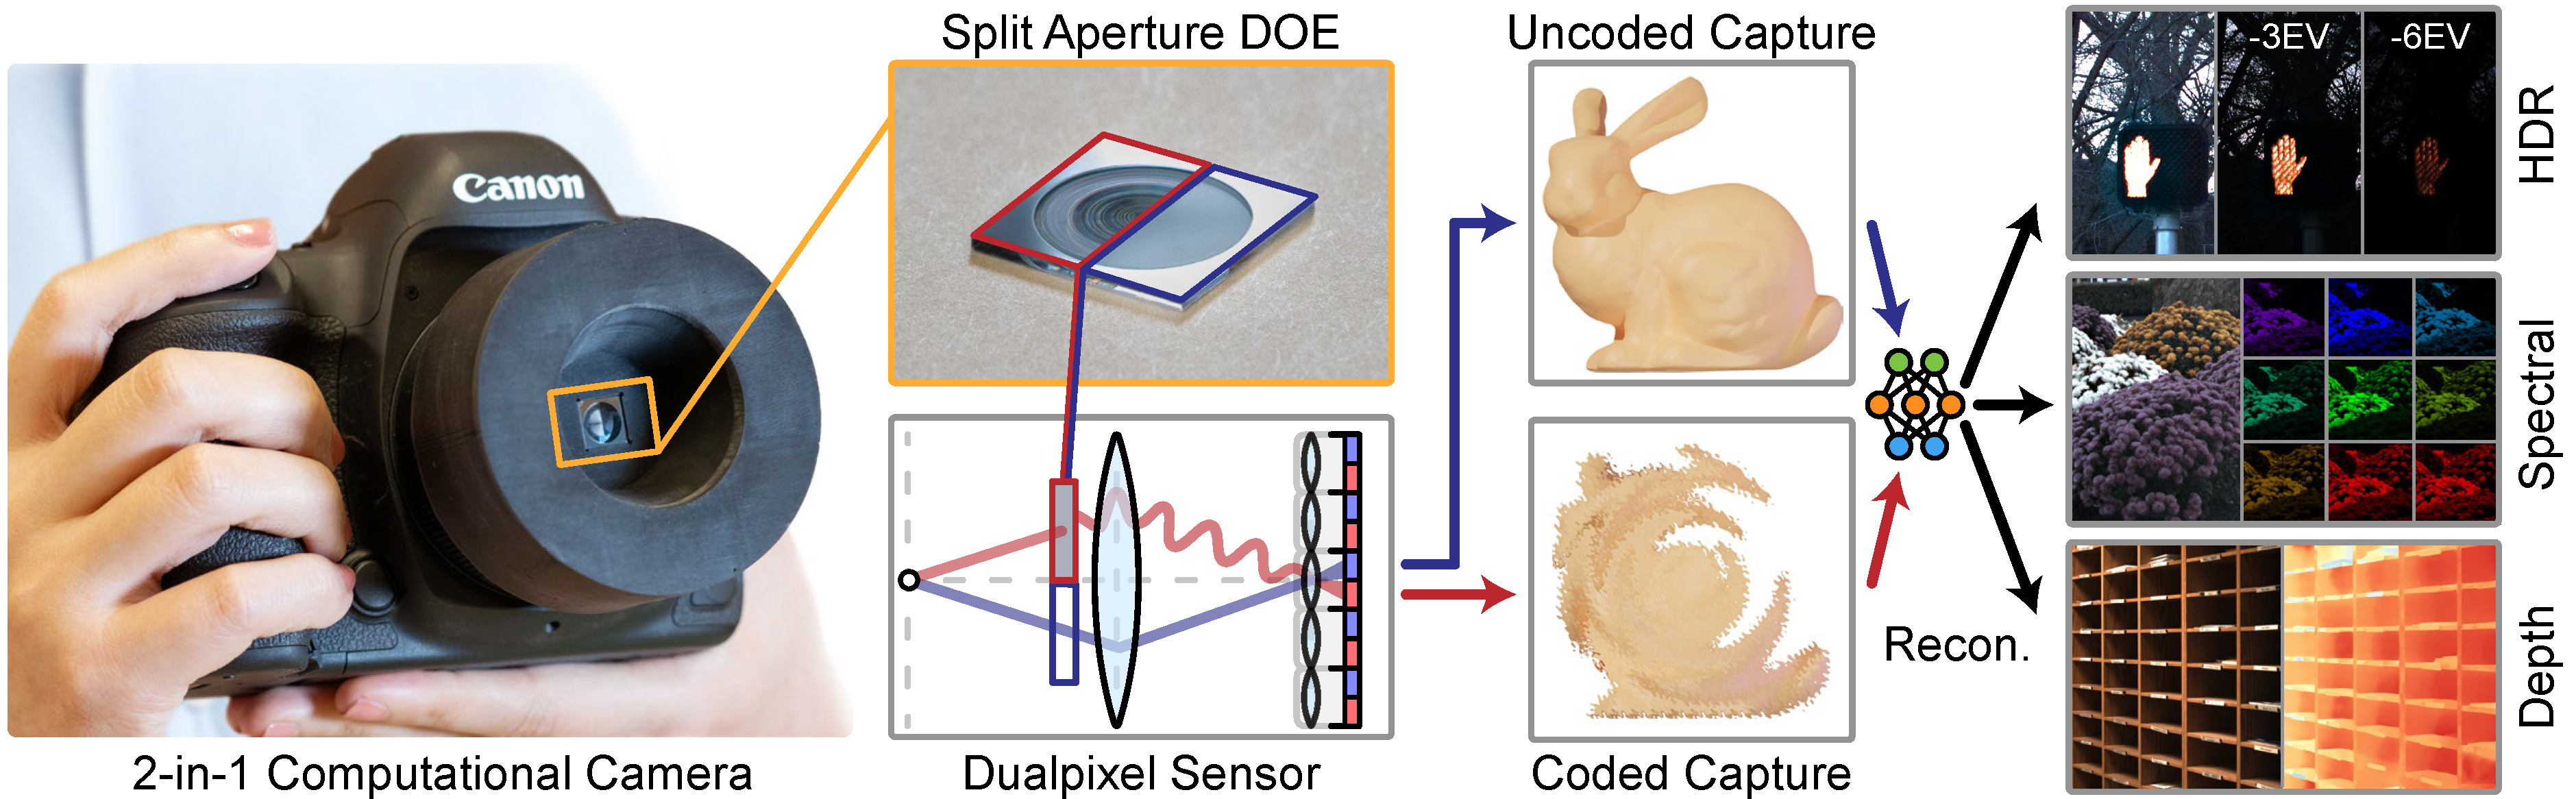 Canon
2-in-1 Computational Camera
Split Aperture DOE
Dualpixel Sensor
Uncoded Capture
Coded Capture
Recon.
-3EV
-6EV
HDR
Spectral
Depth